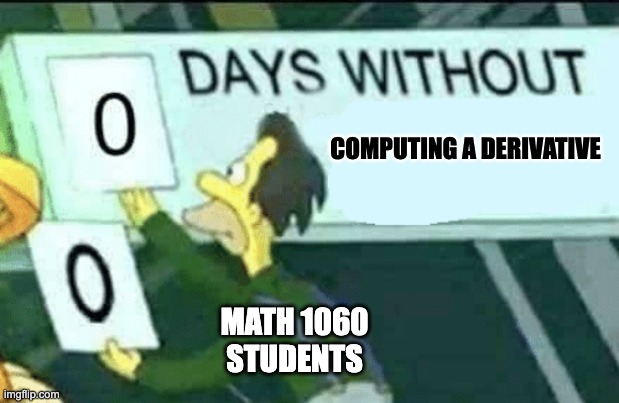 0
DAYS WITHOUT
COMPUTING A DERIVATIVE
0
MATH 1060
STUDENTS
imgflip.com